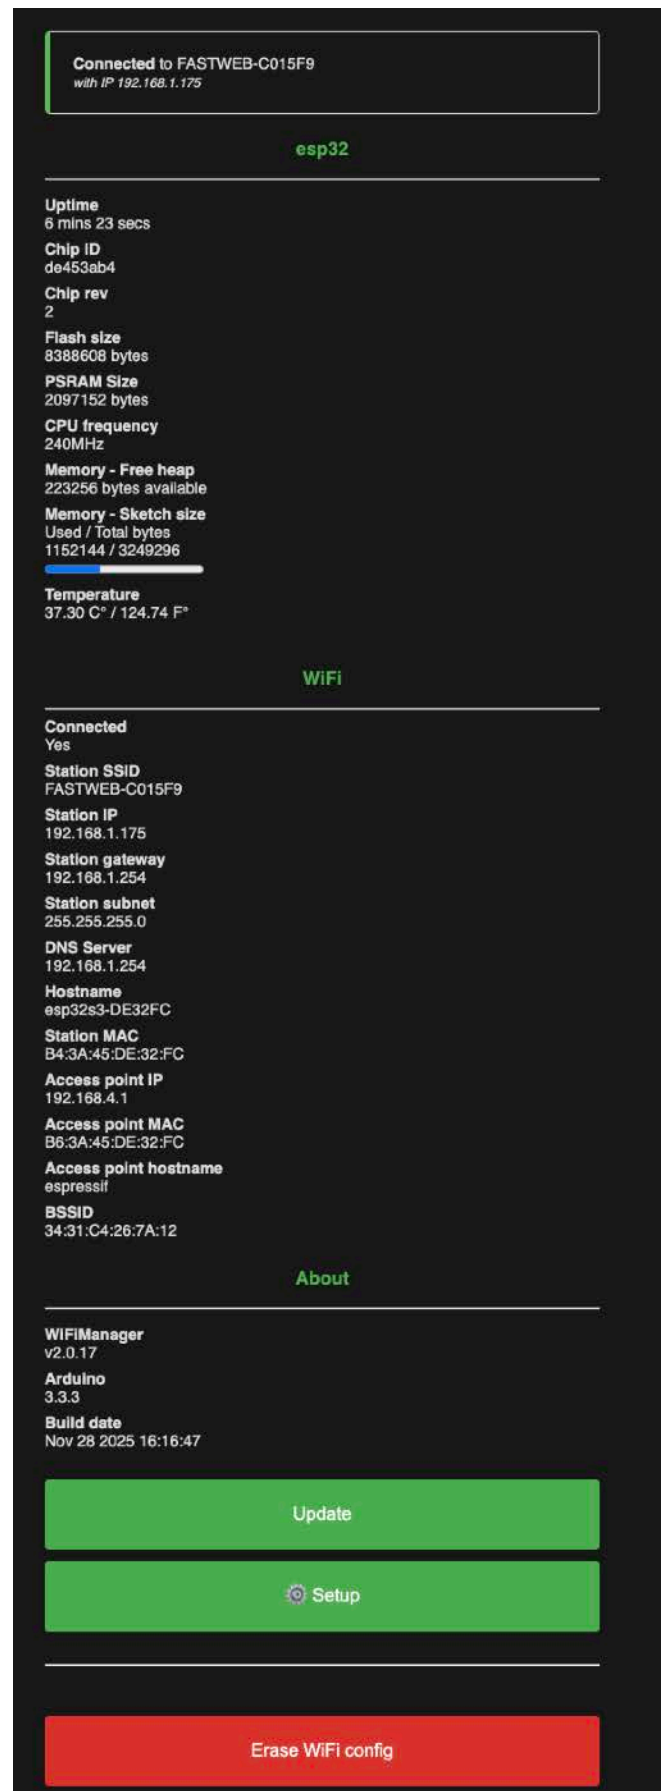 Connected to FASTWEB-C015F9
with IP 192.168.1.175
esp32
Uptime
6 mins 23 secs
Chip ID
de453ab4
Chip rev
2
Flash size
8388608 bytes
PSRAM Size
2097152 bytes
CPU frequency
240MHz
Memory - Free heap
223256 bytes available
Memory - Sketch size
Used / Total bytes
1152144 / 3249296
Temperature
37.30 C° / 124.74 F°
WiFi
Connected
Yes
Station SSID
FASTWEB-C015F9
Station IP
192.168.1.175
Station gateway
192.168.1.254
Station subnet
255.255.255.0
DNS Server
192.168.1.254
Hostname
esp32s3-DE32FC
Station MAC
B4:3A:45:DE:32:FC
Access point IP
192.168.4.1
Access point MAC
B6:3A:45:DE:32:FC
Access point hostname
espressif
BSSID
34:31:C4:26:7A:12
About
WiFiManager
v2.0.17
Arduino
3.3.3
Build date
Nov 28 2025 16:16:47
Update
Setup
Erase WiFi config